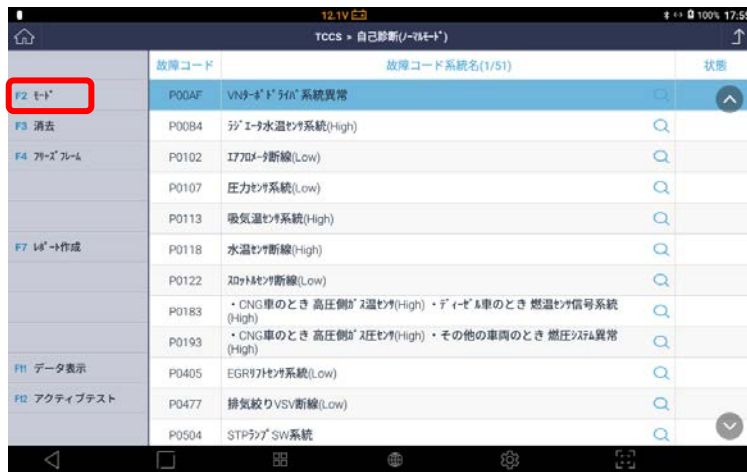 12.1V
100% 17:59
TCCS > 自己診断(ﾉｰﾏﾙﾓｰﾄﾞ)
故障コード 故障コード系統名(1/51) 状態
F2 ﾓｰﾄﾞ
P00AF VNﾀｰﾎﾞﾄﾞﾗｲﾊﾞ系統異常
F3 消去
P00B4 ﾗｼﾞｴｰﾀ水温ｾﾝｻ系統(High)
F4 ﾌﾘｰｽﾞﾌﾚｰﾑ
P0102 ｴｱﾌﾛﾒｰﾀ断線(Low)
P0107 圧力ｾﾝｻ系統(Low)
P0113 吸気温ｾﾝｻ系統(High)
F7 ﾚﾎﾟｰﾄ作成
P0118 水温ｾﾝｻ断線(High)
P0122 ｽﾛｯﾄﾙｾﾝｻ断線(Low)
P0183 ・CNG車のとき 高圧側ｶﾞｽ温ｾﾝｻ(High) ・ﾃﾞｨｰｾﾞﾙ車のとき 燃温ｾﾝｻ信号系統
(High)
P0193 ・CNG車のとき 高圧側ｶﾞｽ圧ｾﾝｻ(High) ・その他の車両のとき 燃圧ｼｽﾃﾑ異常
(High)
F11 データ表示
P0405 EGRﾘﾌﾄｾﾝｻ系統(Low)
F12 アクティブテスト
P0477 排気絞りVSV断線(Low)
P0504 STPﾗﾝﾌﾟSW系統